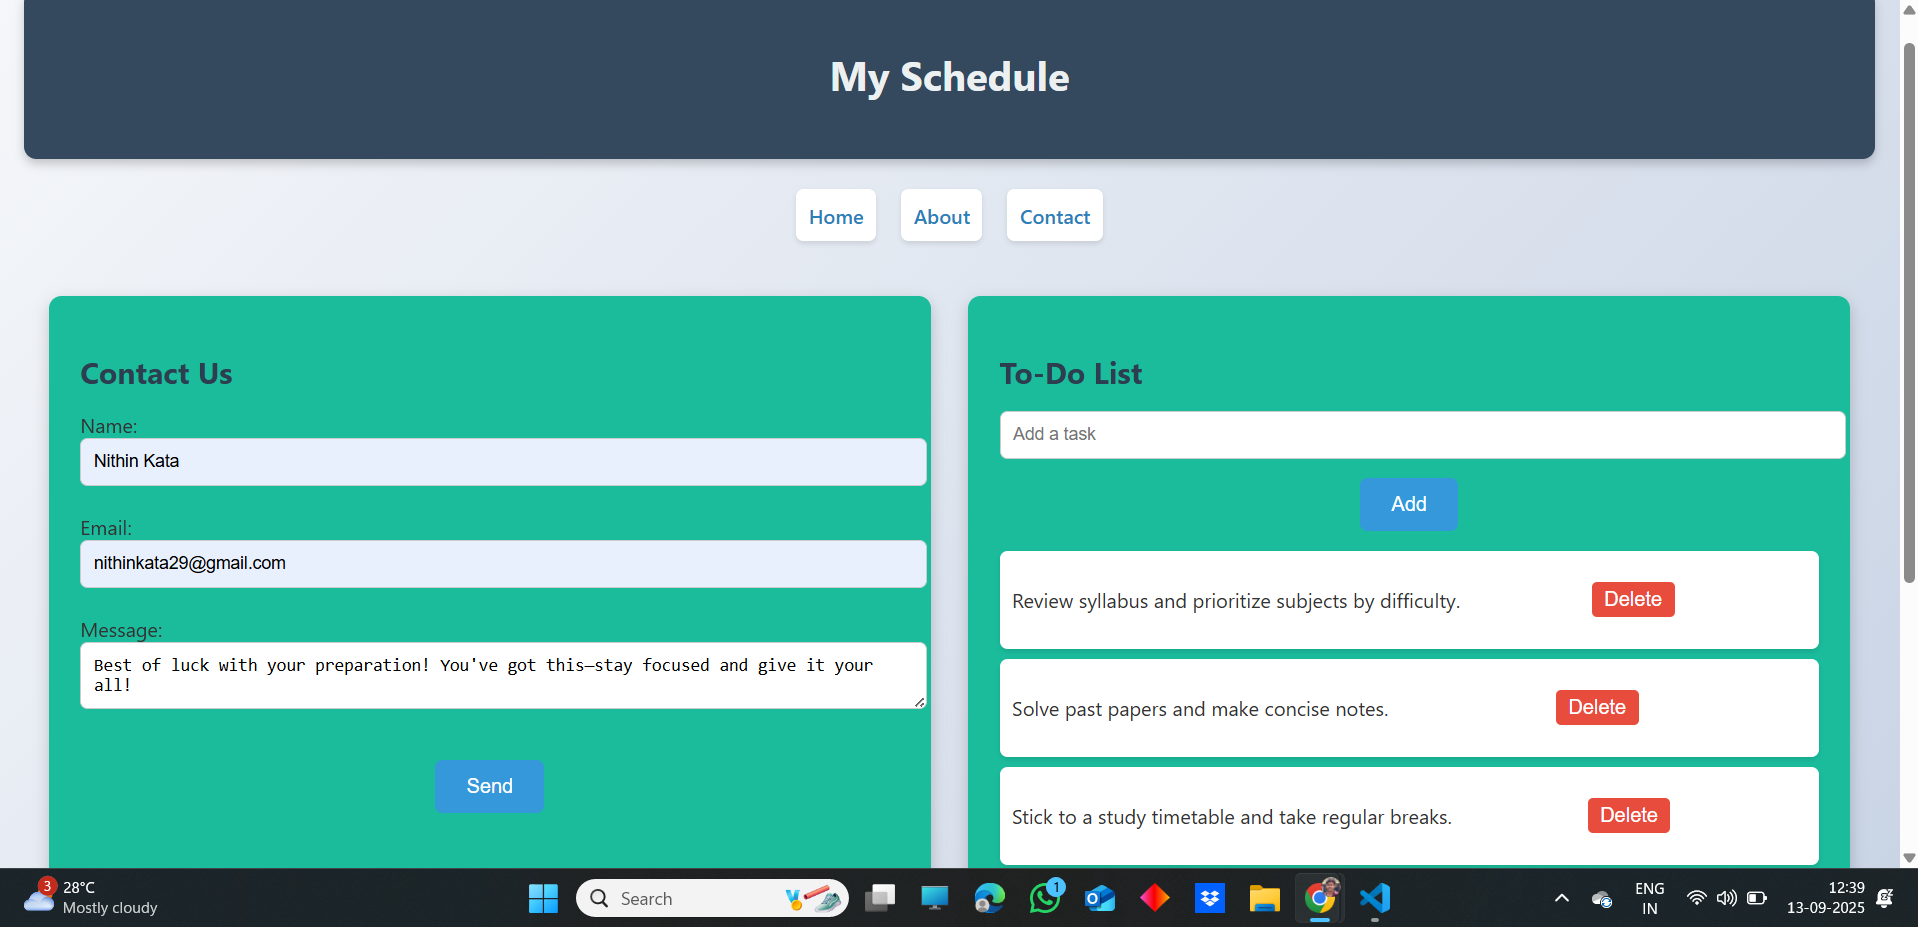 My Schedule
Home
About
Contact
Contact Us
Name:
Nithin Kata
Email:
nithinkata29@gmail.com
Message:
Best of luck with your preparation! You've got this—stay focused and give it your
all!
Send
To-Do List
Add a task
Add
Review syllabus and prioritize subjects by difficulty.
Delete
Solve past papers and make concise notes.
Delete
Stick to a study timetable and take regular breaks.
Delete
3
28°C
Mostly cloudy
Search
1
ENG
IN
12:39
13-09-2025